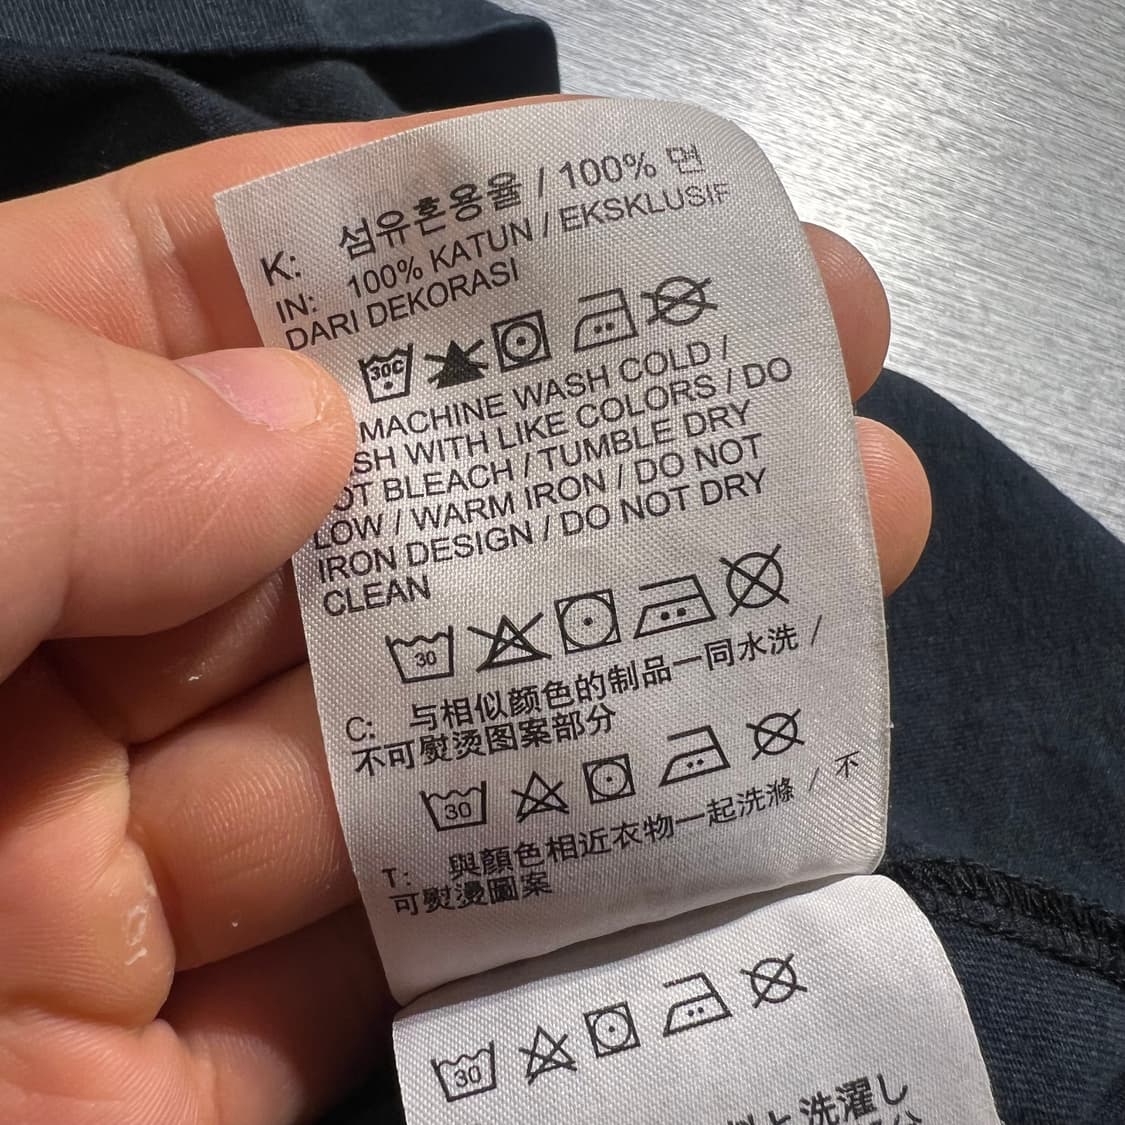 K: 섬유혼용율 / 100% 면
IN: 100% KATUN / EKSKLUSIF
DARI DEKORASI
30C
MACHINE WASH COLD /
SH WITH LIKE COLORS / DO
OT BLEACH / TUMBLE DRY
LOW / WARM IRON / DO NOT
IRON DESIGN / DO NOT DRY
CLEAN
30
C: 与相似颜色的制品一同水洗 /
不可熨烫图案部分
30
T: 與顏色相近衣物一起洗滌 / 不
可熨燙圖案
30
と洗濯し